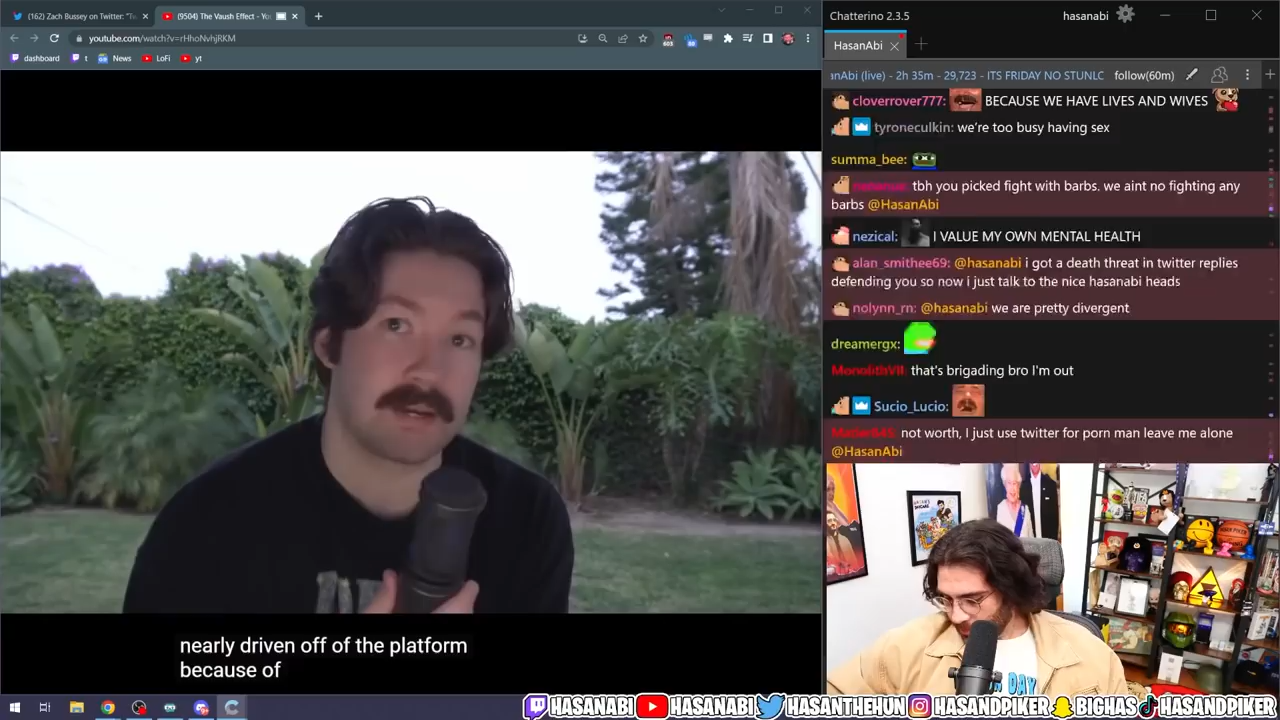 (162) Zach Bussey on Twitter: "Tw
(9504) The Vaush Effect - Yo
Chatterino 2.3.5
hasanabi
youtube.com/watch?v=rHhoNvhjRKM
HasanAbi
dashboard
t
News
LoFi
yt
anAbi (live) - 2h 35m - 29,723 - ITS FRIDAY NO STUNLC
follow(60m)
cloverrover777: BECAUSE WE HAVE LIVES AND WIVES
tyroneculkin: we're too busy having sex
summa_bee:
tbh you picked fight with barbs. we aint no fighting any
barbs @HasanAbi
nezical: I VALUE MY OWN MENTAL HEALTH
alan_smithee69: @hasanabi i got a death threat in twitter replies
defending you so now i just talk to the nice hasanabi heads
nolynn_rn: @hasanabi we are pretty divergent
dreamergx:
MonolithVII that's brigading bro I'm out
Sucio_Lucio:
not worth, I just use twitter for porn man leave me alone
@HasanAbi
nearly driven off of the platform
because of
HASANABI HASANABI HASANTHEHUN HASANDPIKER BIGHAS HASANDPIKER